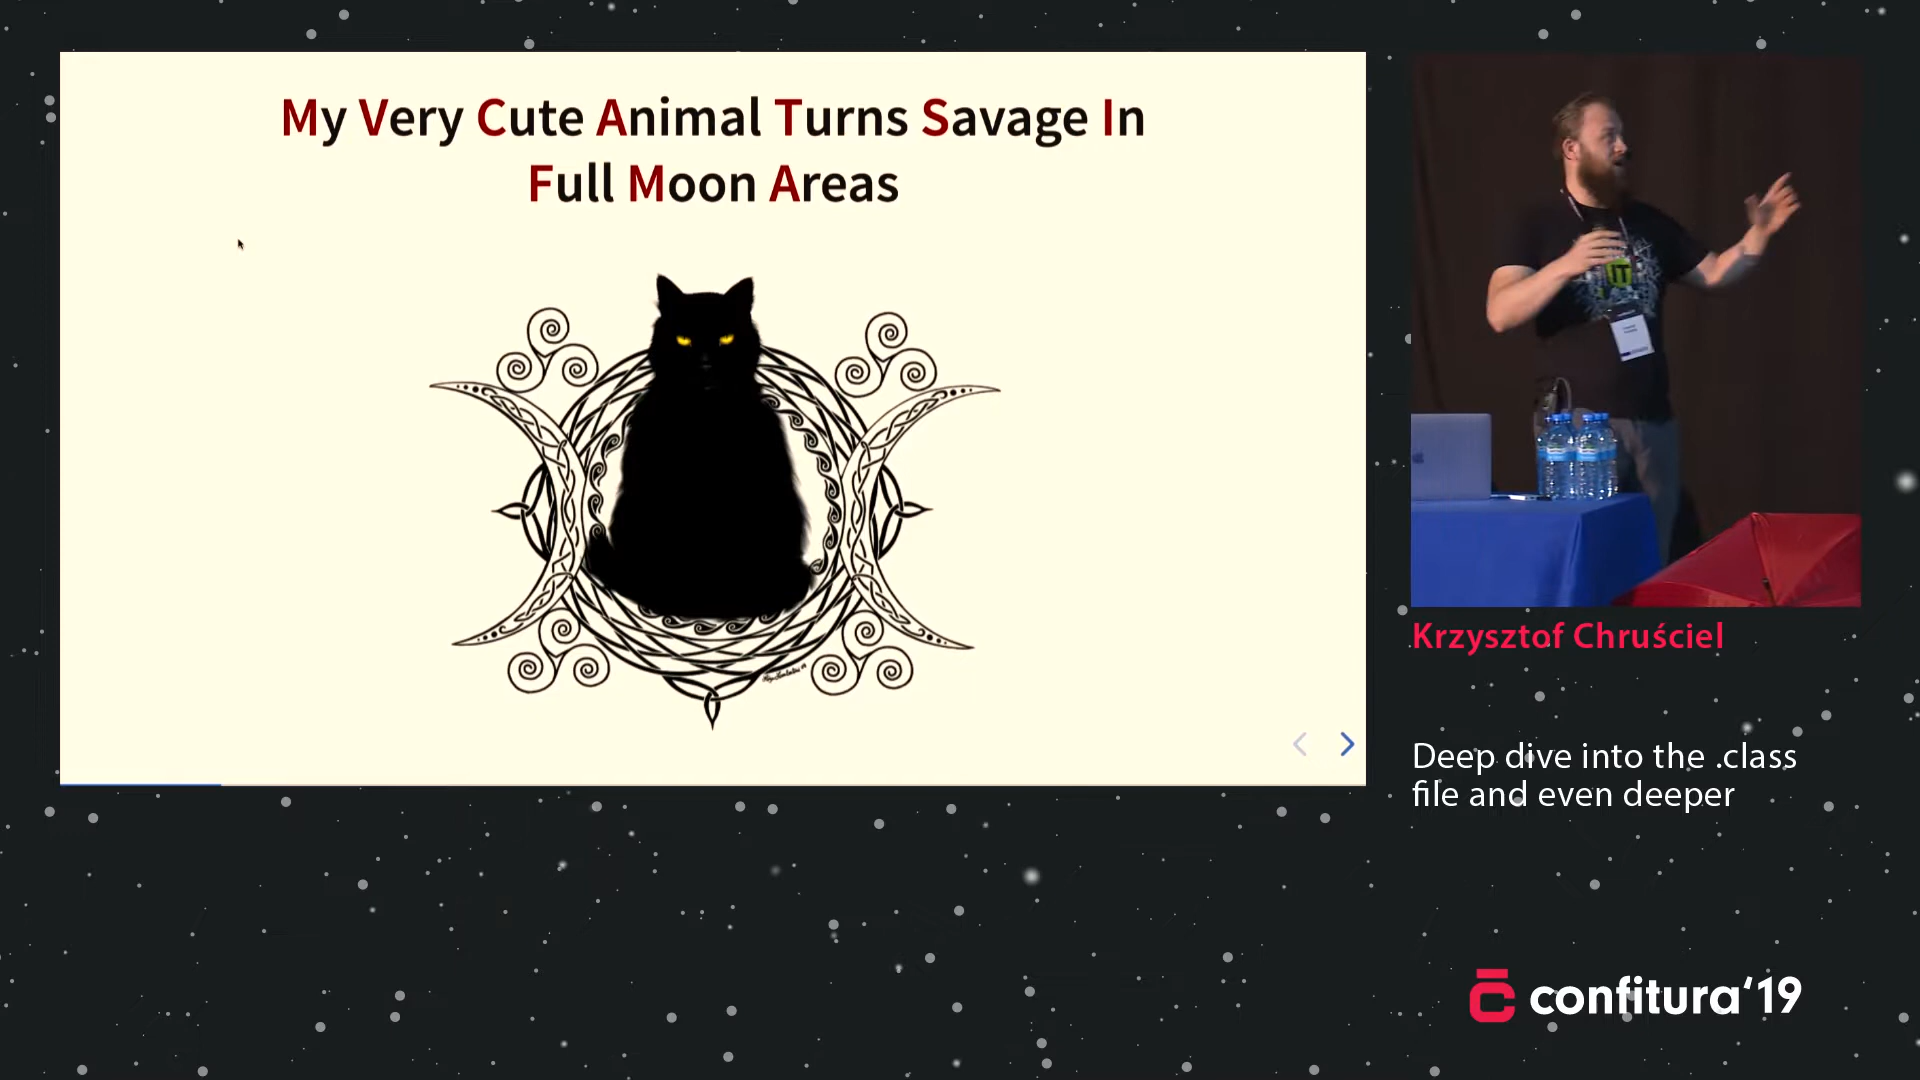 My Very Cute Animal Turns Savage In
Full Moon Areas
IT
Krzysztof Chruściel
Deep dive into the .class
file and even deeper
confitura‘19